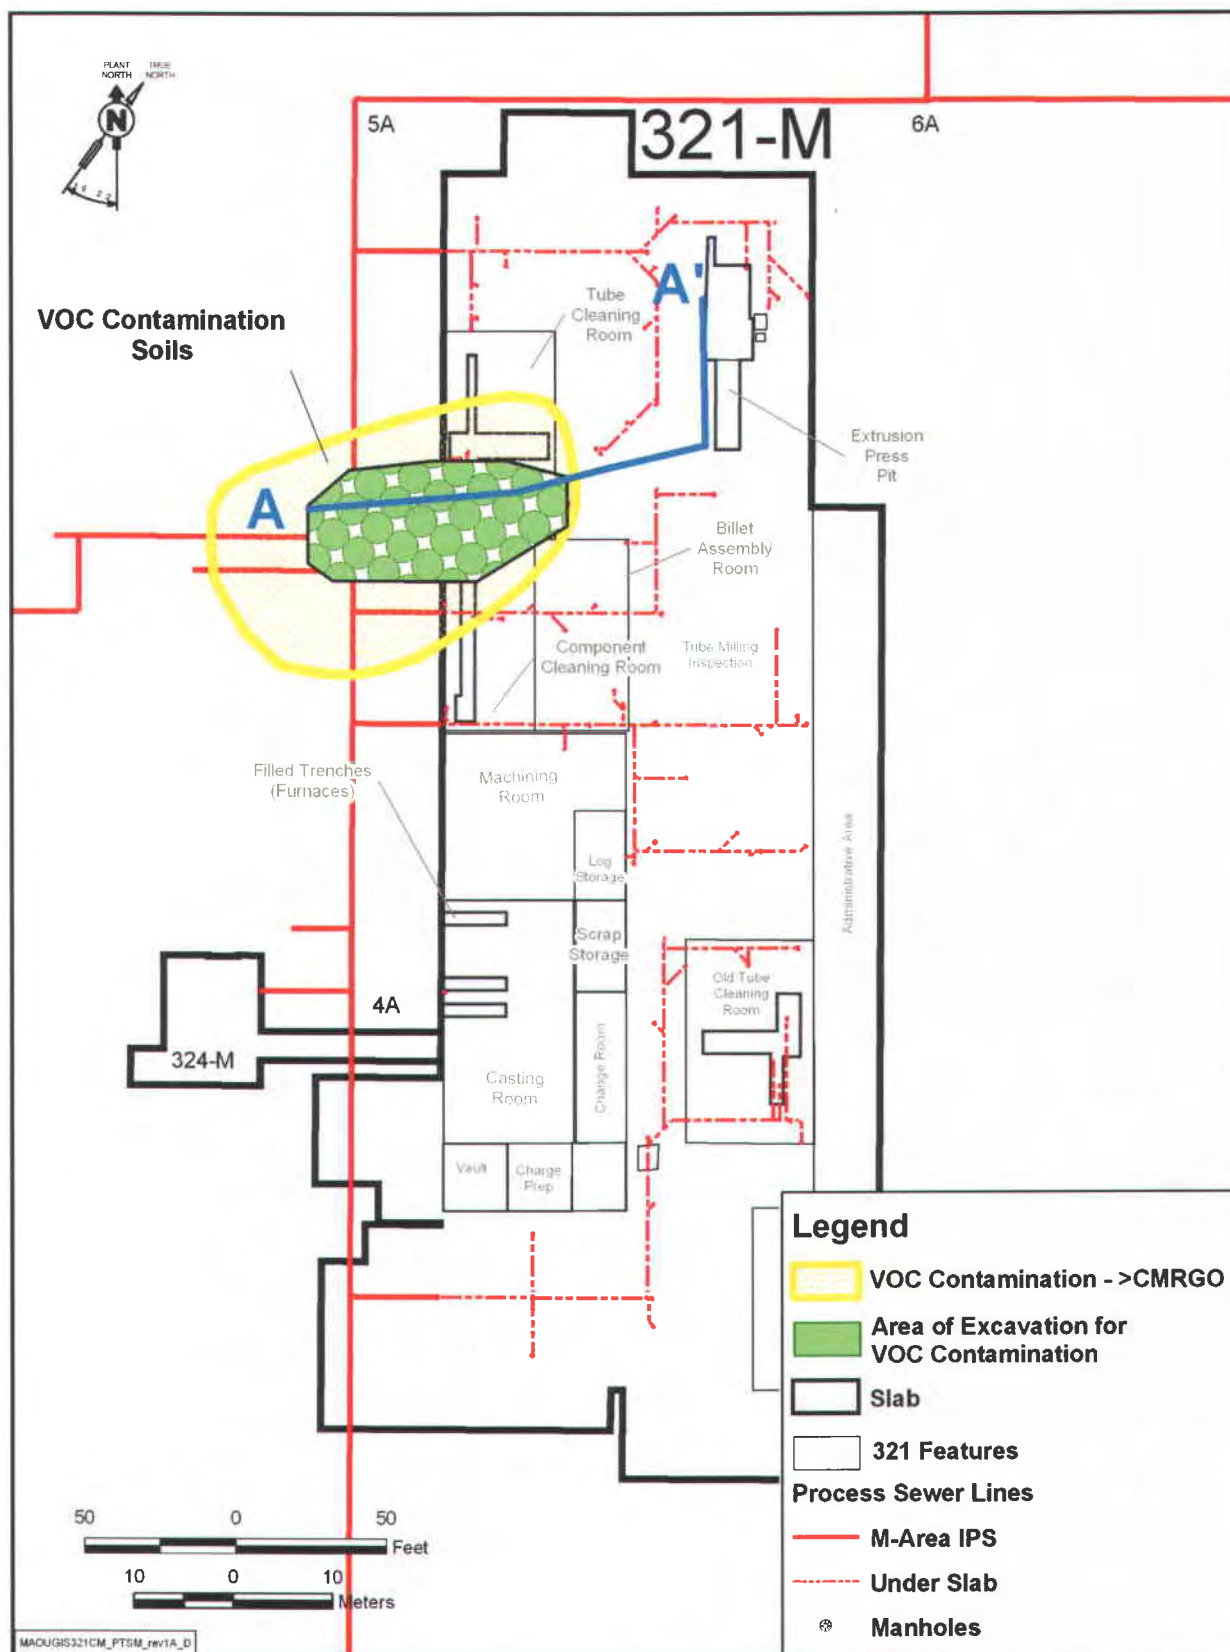 PLANT
NORTH
TRUE
NORTH
N
5A
321-M
6A
VOC Contamination
Soils
Tube
Cleaning
Room
A'
Extrusion
Press
Pit
A
Billet
Assembly
Room
Component
Cleaning Room
Tube Milling
Inspection
Filled Trenches
(Furnaces)
Machining
Room
Log
Storage
Administrative Area
Scrap
Storage
Old Tube
Cleaning
Room
4A
324-M
Casting
Room
Change Room
Vault
Charge
Prep
Legend
VOC Contamination - >CMRGO
Area of Excavation for
VOC Contamination
Slab
321 Features
Process Sewer Lines
M-Area IPS
Under Slab
Manholes
50 0 50
Feet
10 0 10
Meters
MAOUGIS321CM_PTSM_rev1A_D